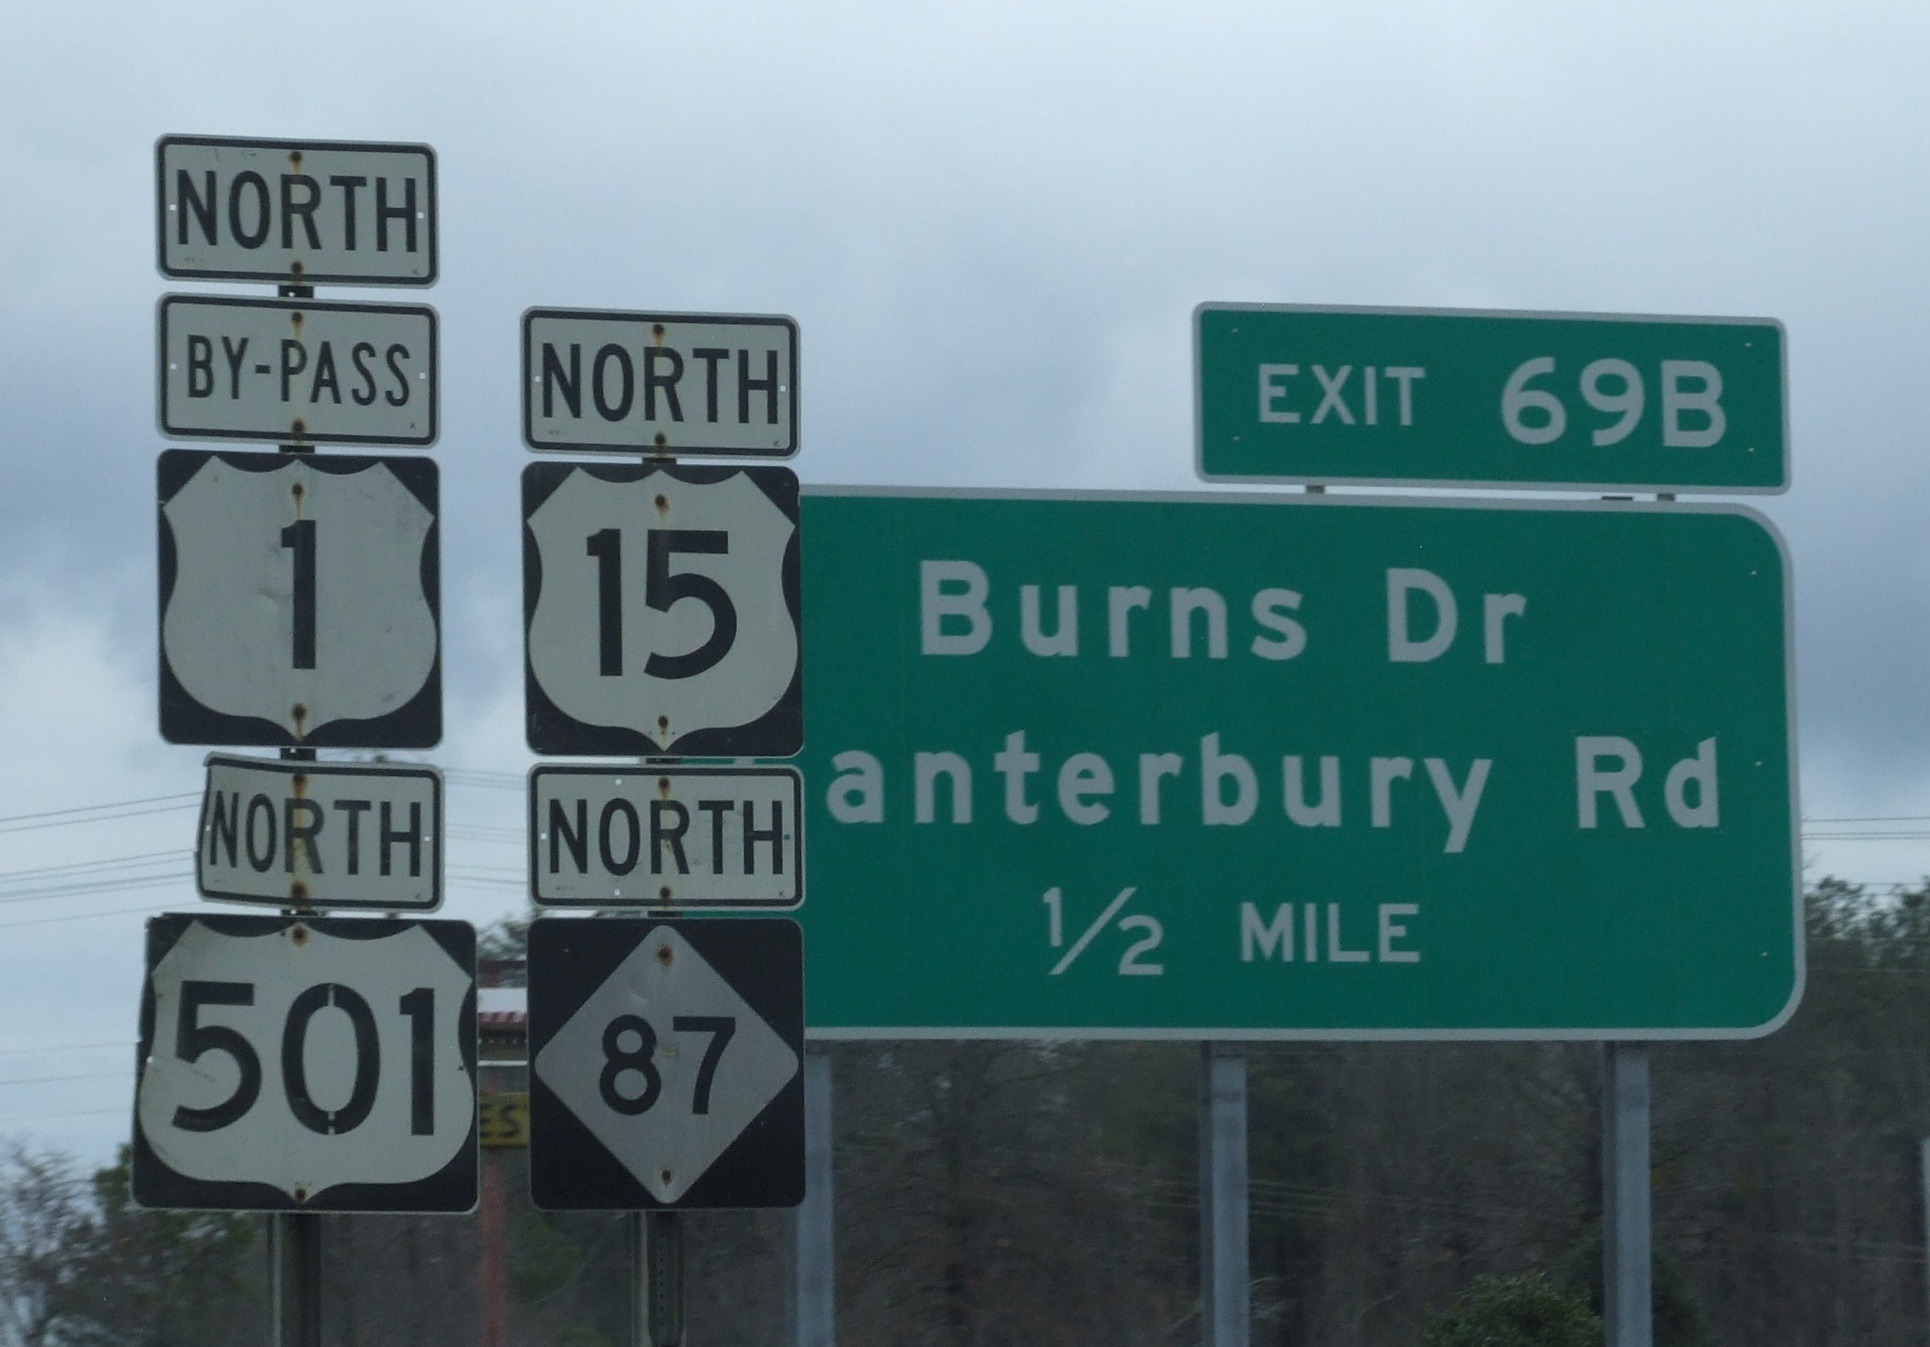 NORTH
BY-PASS
1
NORTH
501
NORTH
15
NORTH
87
EXIT 69B
Burns Dr
anterbury Rd
1/2 MILE
ES